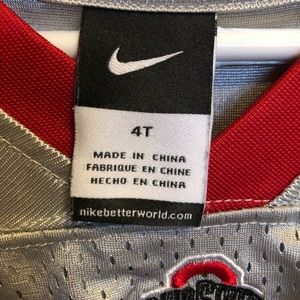 4T
MADE IN CHINA
FABRIQUE EN CHINE
HECHO EN CHINA
nikebetterworld.com